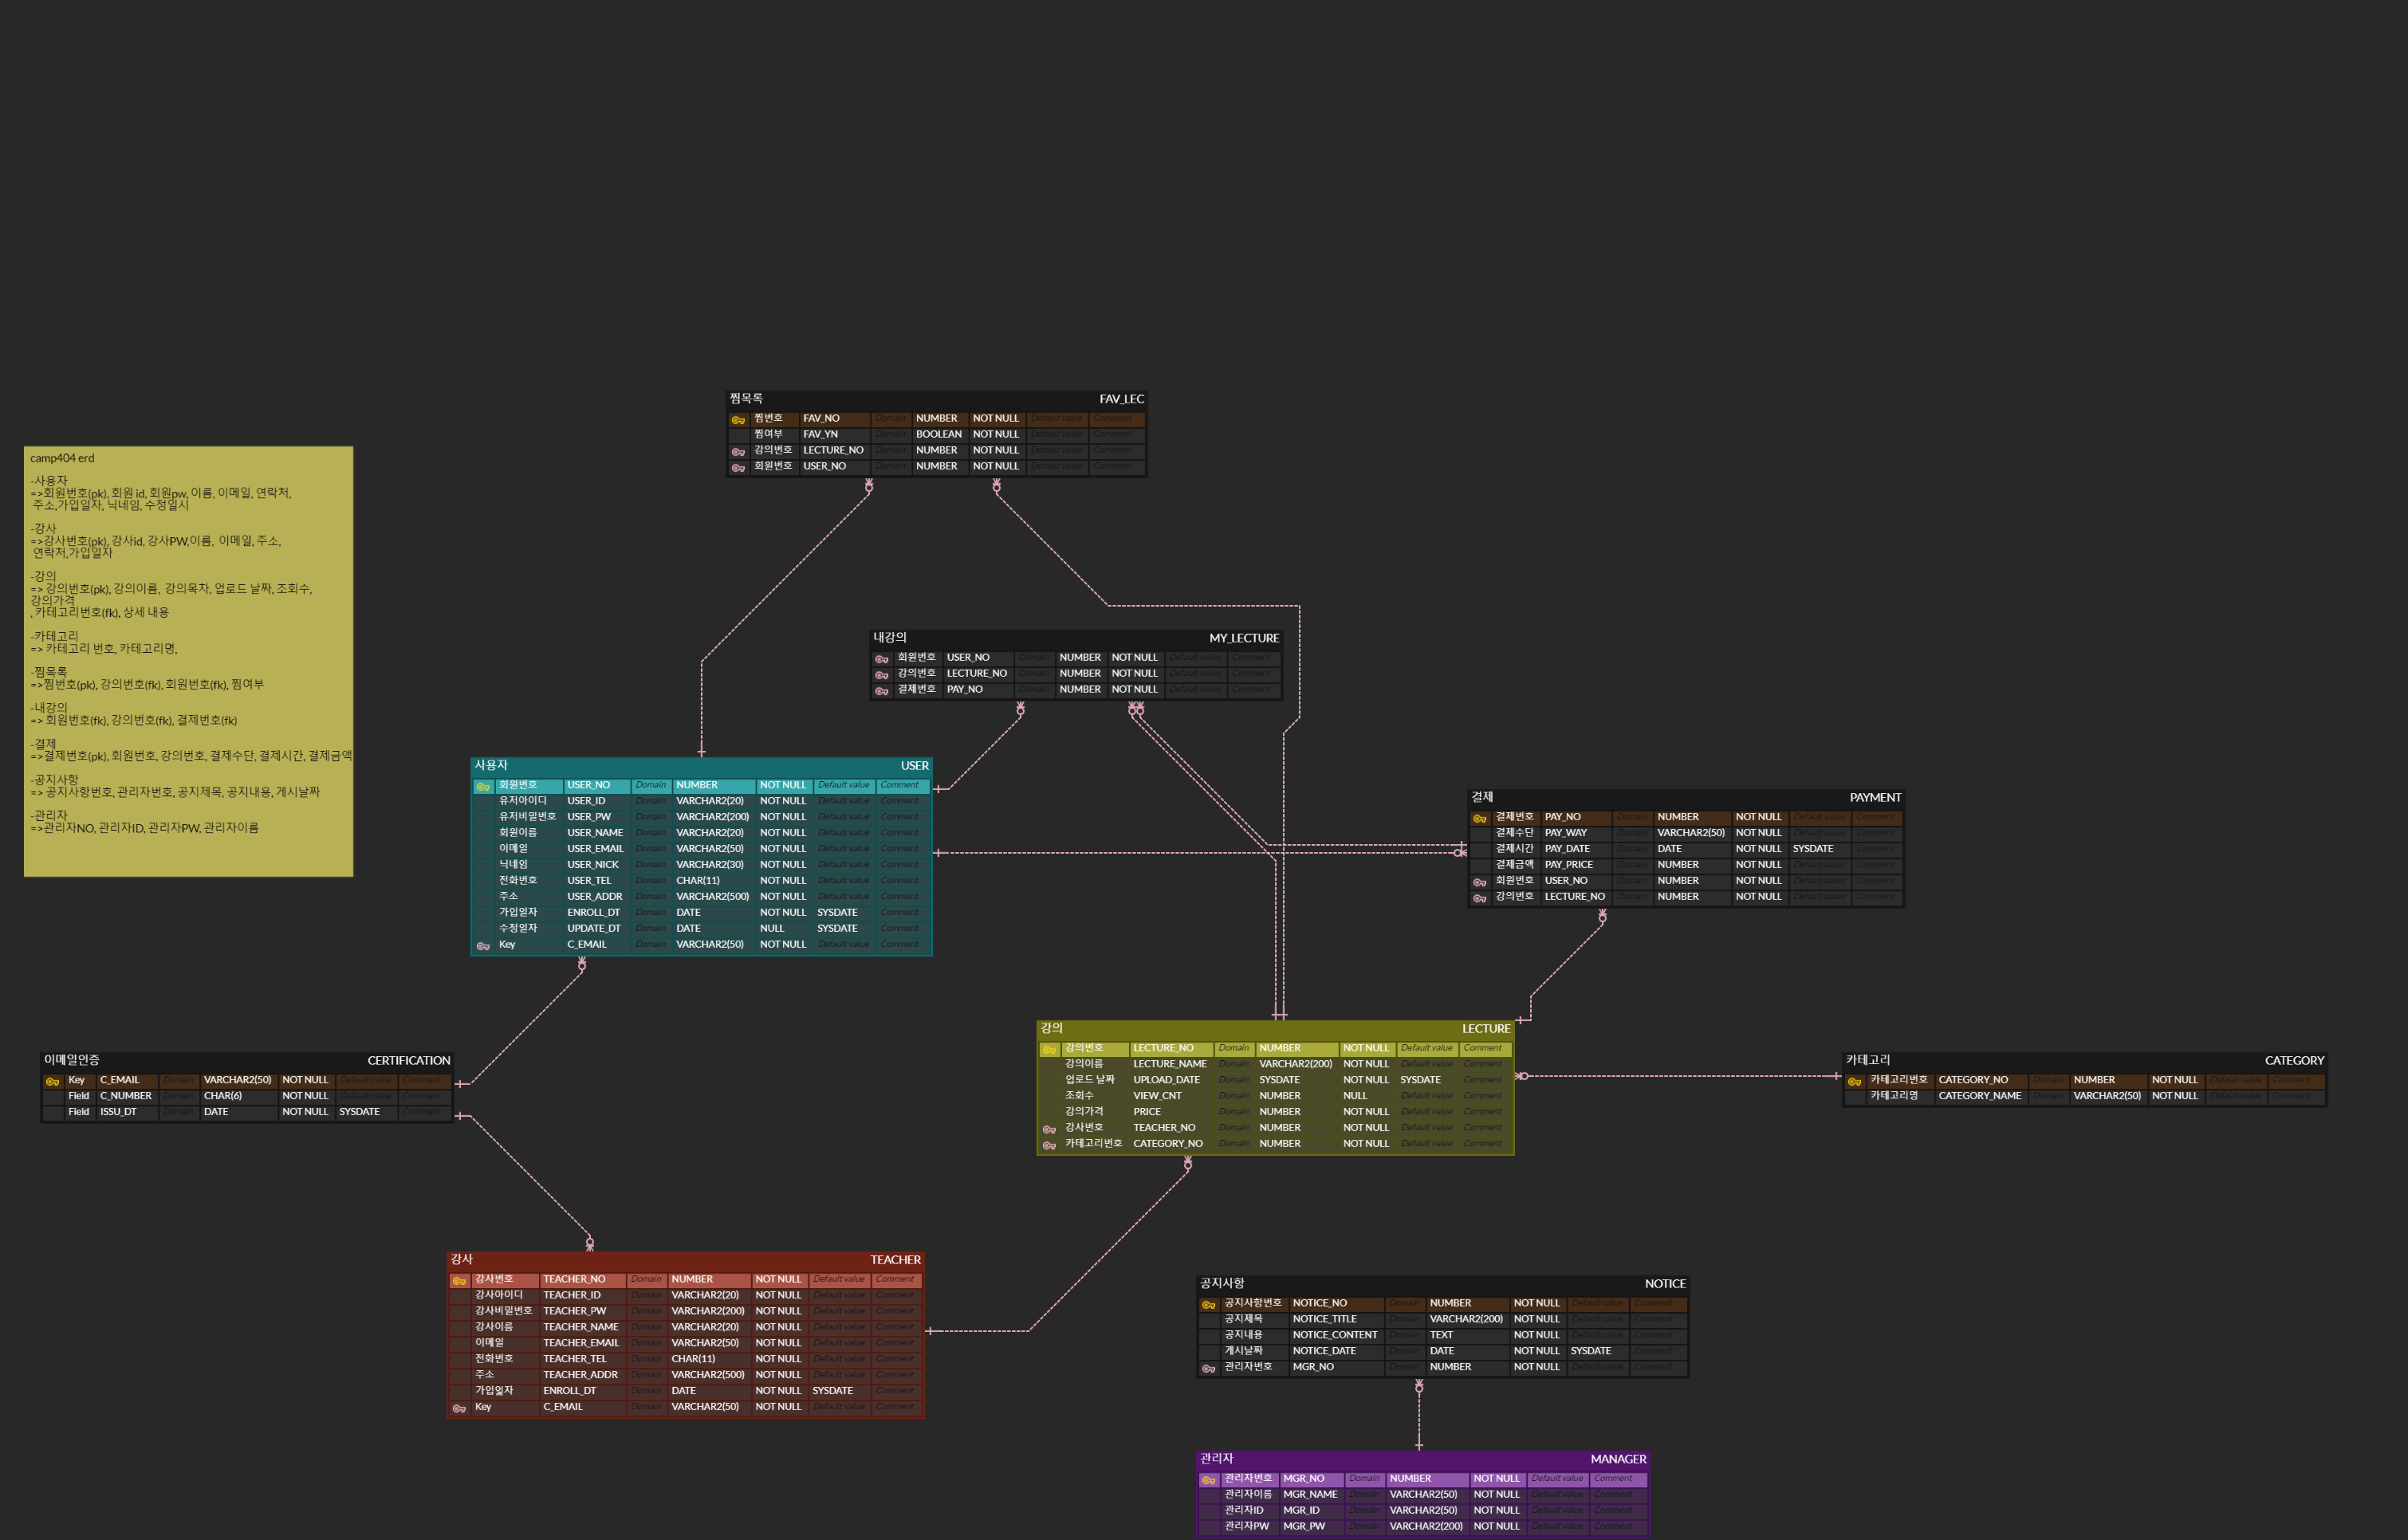 camp404 erd
-사용자
=>회원번호(pk), 회원 id, 회원pw, 이름, 이메일, 연락처,
주소,가입일자, 닉네임, 수정일시
-강사
=>강사번호(pk), 강사id, 강사PW,이름, 이메일, 주소,
연락처,가입일자
-강의
=> 강의번호(pk), 강의이름, 강의목차, 업로드 날짜, 조회수,
강의가격
, 카테고리번호(fk), 상세 내용
-카테고리
=> 카테고리 번호, 카테고리명,
-찜목록
=>찜번호(pk), 강의번호(fk), 회원번호(fk), 찜여부
-내강의
=> 회원번호(fk), 강의번호(fk), 결제번호(fk)
-결제
=>결제번호(pk), 회원번호, 강의번호, 결제수단, 결제시간, 결제금액
-공지사항
=> 공지사항번호, 관리자번호, 공지제목, 공지내용, 게시날짜
-관리자
=>관리자NO, 관리자ID, 관리자PW, 관리자이름
찜목록 FAV_LEC
찜번호 FAV_NO Domain NUMBER NOT NULL Default value Comment
찜여부 FAV_YN Domain BOOLEAN NOT NULL Default value Comment
강의번호 LECTURE_NO Domain NUMBER NOT NULL Default value Comment
회원번호 USER_NO Domain NUMBER NOT NULL Default value Comment
내강의 MY_LECTURE
회원번호 USER_NO Domain NUMBER NOT NULL Default value Comment
강의번호 LECTURE_NO Domain NUMBER NOT NULL Default value Comment
결제번호 PAY_NO Domain NUMBER NOT NULL Default value Comment
사용자 USER
회원번호 USER_NO Domain NUMBER NOT NULL Default value Comment
유저아이디 USER_ID Domain VARCHAR2(20) NOT NULL Default value Comment
유저비밀번호 USER_PW Domain VARCHAR2(200) NOT NULL Default value Comment
회원이름 USER_NAME Domain VARCHAR2(20) NOT NULL Default value Comment
이메일 USER_EMAIL Domain VARCHAR2(50) NOT NULL Default value Comment
닉네임 USER_NICK Domain VARCHAR2(30) NOT NULL Default value Comment
전화번호 USER_TEL Domain CHAR(11) NOT NULL Default value Comment
주소 USER_ADDR Domain VARCHAR2(500) NOT NULL Default value Comment
가입일자 ENROLL_DT Domain DATE NOT NULL SYSDATE Comment
수정일자 UPDATE_DT Domain DATE NULL SYSDATE Comment
Key C_EMAIL Domain VARCHAR2(50) NOT NULL Default value Comment
결제 PAYMENT
결제번호 PAY_NO Domain NUMBER NOT NULL Default value Comment
결제수단 PAY_WAY Domain VARCHAR2(50) NOT NULL Default value Comment
결제시간 PAY_DATE Domain DATE NOT NULL SYSDATE Comment
결제금액 PAY_PRICE Domain NUMBER NOT NULL Default value Comment
회원번호 USER_NO Domain NUMBER NOT NULL Default value Comment
강의번호 LECTURE_NO Domain NUMBER NOT NULL Default value Comment
이메일인증 CERTIFICATION
Key C_EMAIL Domain VARCHAR2(50) NOT NULL Default value Comment
Field C_NUMBER Domain CHAR(6) NOT NULL Default value Comment
Field ISSU_DT Domain DATE NOT NULL SYSDATE Comment
강의 LECTURE
강의번호 LECTURE_NO Domain NUMBER NOT NULL Default value Comment
강의이름 LECTURE_NAME Domain VARCHAR2(200) NOT NULL Default value Comment
업로드 날짜 UPLOAD_DATE Domain SYSDATE NOT NULL SYSDATE Comment
조회수 VIEW_CNT Domain NUMBER NULL Default value Comment
강의가격 PRICE Domain NUMBER NOT NULL Default value Comment
강사번호 TEACHER_NO Domain NUMBER NOT NULL Default value Comment
카테고리번호 CATEGORY_NO Domain NUMBER NOT NULL Default value Comment
카테고리 CATEGORY
카테고리번호 CATEGORY_NO Domain NUMBER NOT NULL Default value Comment
카테고리명 CATEGORY_NAME Domain VARCHAR2(50) NOT NULL Default value Comment
강사 TEACHER
강사번호 TEACHER_NO Domain NUMBER NOT NULL Default value Comment
강사아이디 TEACHER_ID Domain VARCHAR2(20) NOT NULL Default value Comment
강사비밀번호 TEACHER_PW Domain VARCHAR2(200) NOT NULL Default value Comment
강사이름 TEACHER_NAME Domain VARCHAR2(20) NOT NULL Default value Comment
이메일 TEACHER_EMAIL Domain VARCHAR2(50) NOT NULL Default value Comment
전화번호 TEACHER_TEL Domain CHAR(11) NOT NULL Default value Comment
주소 TEACHER_ADDR Domain VARCHAR2(500) NOT NULL Default value Comment
가입잂자 ENROLL_DT Domain DATE NOT NULL SYSDATE Comment
Key C_EMAIL Domain VARCHAR2(50) NOT NULL Default value Comment
공지사항 NOTICE
공지사항번호 NOTICE_NO Domain NUMBER NOT NULL Default value Comment
공지제목 NOTICE_TITLE Domain VARCHAR2(200) NOT NULL Default value Comment
공지내용 NOTICE_CONTENT Domain TEXT NOT NULL Default value Comment
게시날짜 NOTICE_DATE Domain DATE NOT NULL SYSDATE Comment
관리자번호 MGR_NO Domain NUMBER NOT NULL Default value Comment
관리자 MANAGER
관리자번호 MGR_NO Domain NUMBER NOT NULL Default value Comment
관리자이름 MGR_NAME Domain VARCHAR2(50) NOT NULL Default value Comment
관리자ID MGR_ID Domain VARCHAR2(50) NOT NULL Default value Comment
관리자PW MGR_PW Domain VARCHAR2(200) NOT NULL Default value Comment